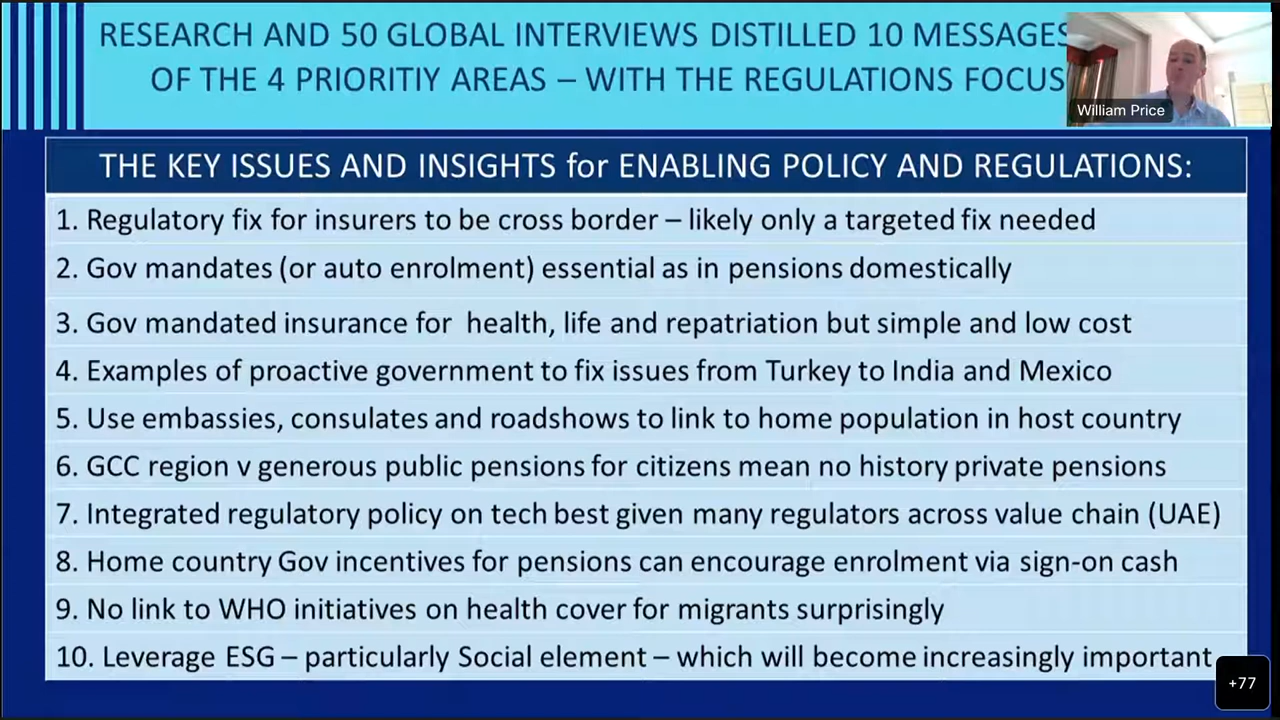 RESEARCH AND 50 GLOBAL INTERVIEWS DISTILLED 10 MESSAGES
OF THE 4 PRIORITIY AREAS – WITH THE REGULATIONS FOCUS
William Price
THE KEY ISSUES AND INSIGHTS for ENABLING POLICY AND REGULATIONS:
1. Regulatory fix for insurers to be cross border – likely only a targeted fix needed
2. Gov mandates (or auto enrolment) essential as in pensions domestically
3. Gov mandated insurance for health, life and repatriation but simple and low cost
4. Examples of proactive government to fix issues from Turkey to India and Mexico
5. Use embassies, consulates and roadshows to link to home population in host country
6. GCC region v generous public pensions for citizens mean no history private pensions
7. Integrated regulatory policy on tech best given many regulators across value chain (UAE)
8. Home country Gov incentives for pensions can encourage enrolment via sign-on cash
9. No link to WHO initiatives on health cover for migrants surprisingly
10. Leverage ESG – particularly Social element – which will become increasingly important
+77